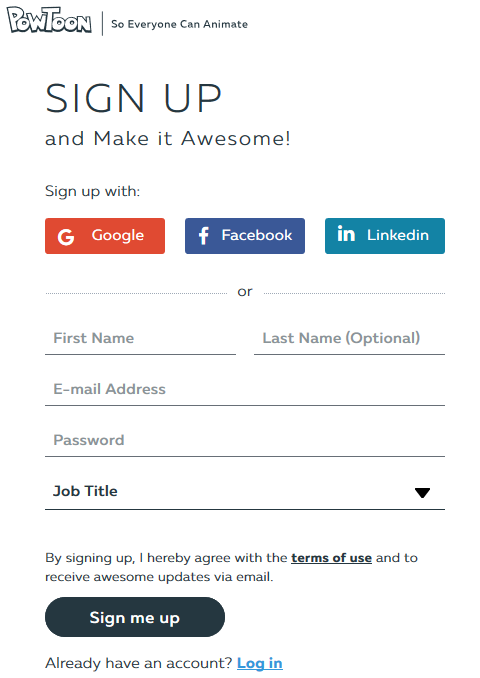 PowToon So Everyone Can Animate
SIGN UP
and Make it Awesome!
Sign up with:
G Google f Facebook in Linkedin
or
First Name Last Name (Optional)
E-mail Address
Password
Job Title
By signing up, I hereby agree with the terms of use and to
receive awesome updates via email.
Sign me up
Already have an account? Log in